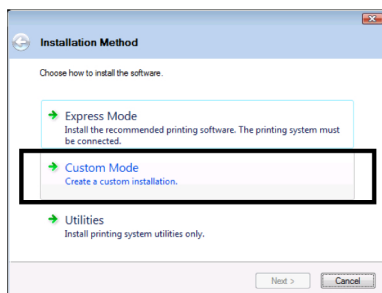 Installation Method
Choose how to install the software.
Express Mode
Install the recommended printing software. The printing system must
be connected.
Custom Mode
Create a custom installation.
Utilities
Install printing system utilities only.
Next >
Cancel